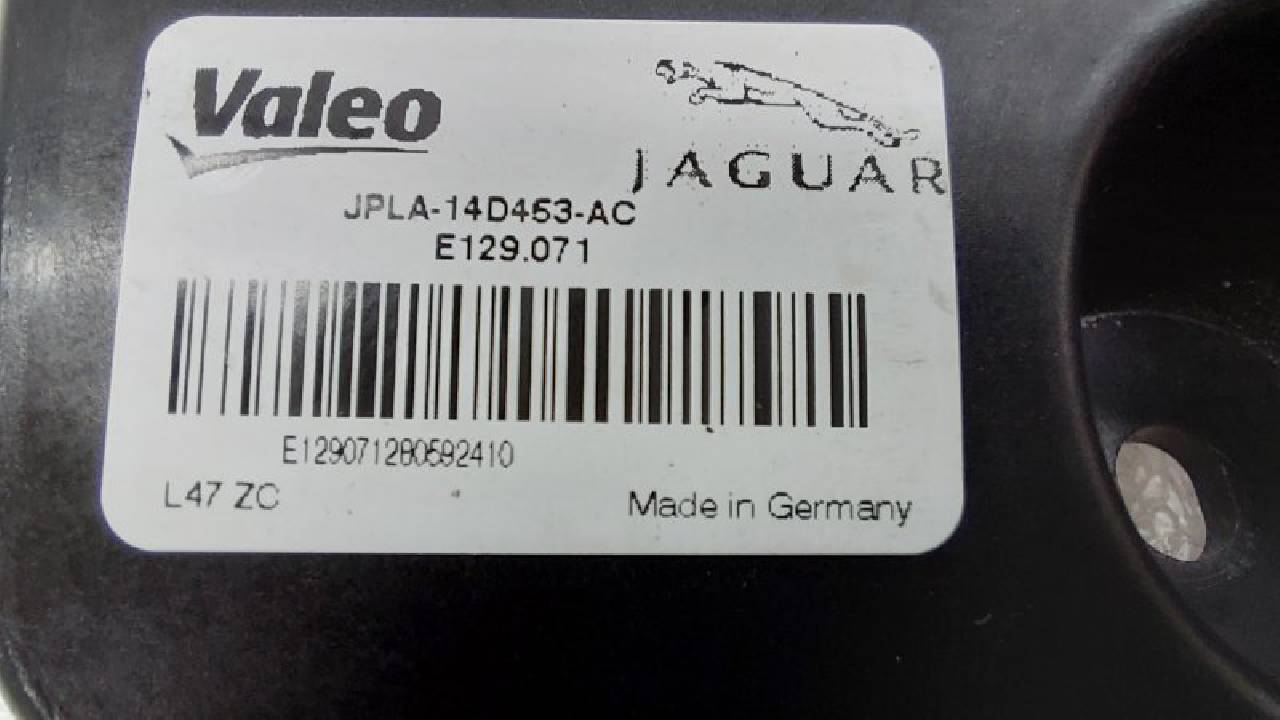 Valeo
JAGUAR
JPLA-14D453-AC
E129.071
E129071280592410
L47 ZC
Made in Germany